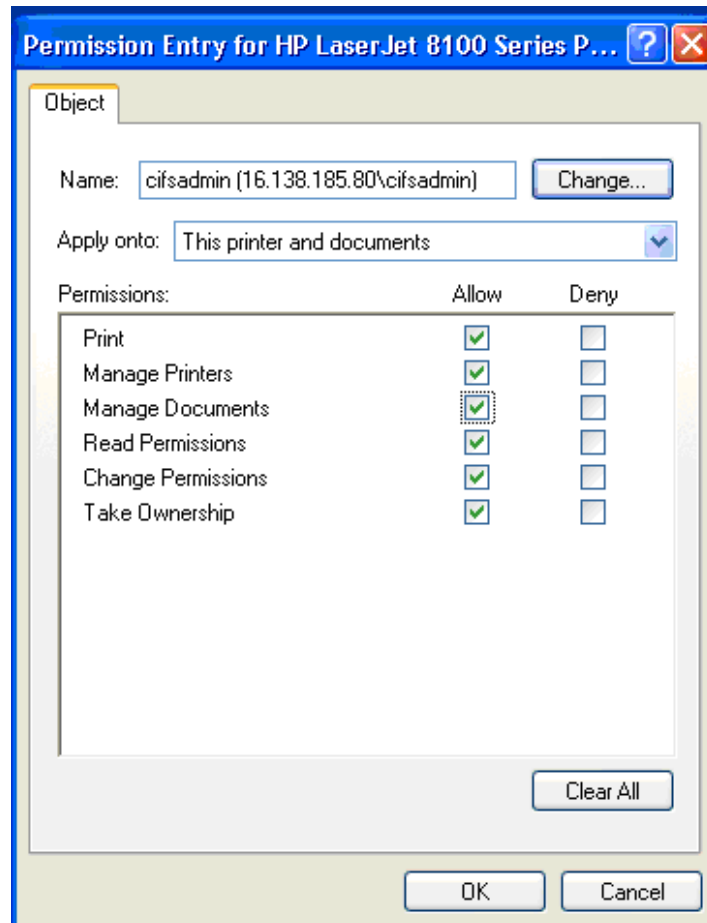 Permission Entry for HP LaserJet 8100 Series P... ?
Object
Name: cifsadmin (16.138.185.80\cifsadmin) Change...
Apply onto: This printer and documents
Permissions: Allow Deny
Print
Manage Printers
Manage Documents
Read Permissions
Change Permissions
Take Ownership
Clear All
OK Cancel